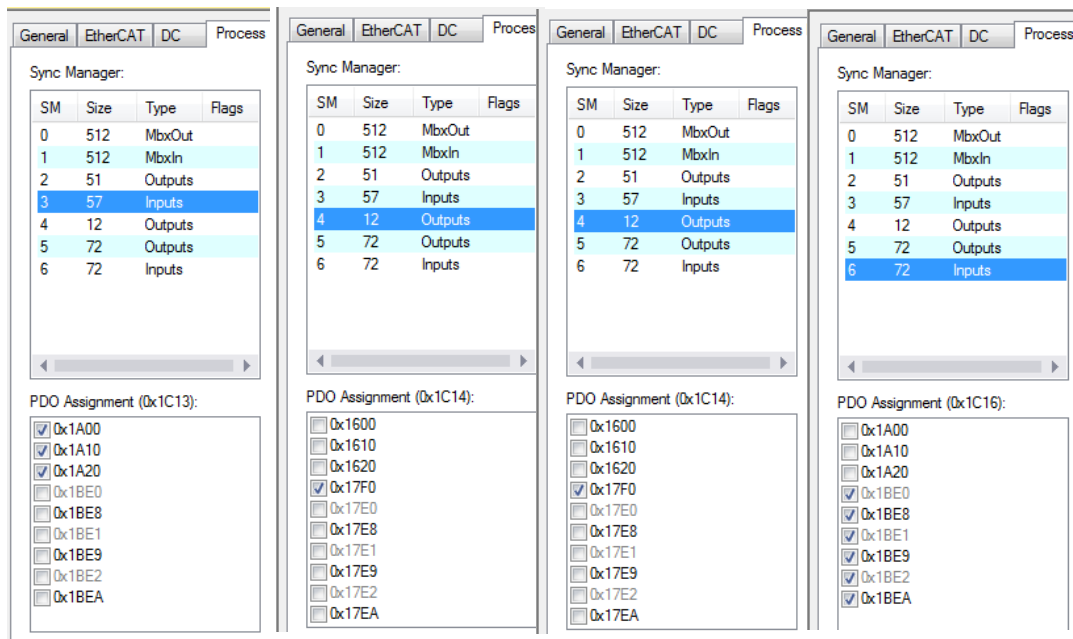 General EtherCAT DC Process
Sync Manager:
SM Size Type Flags
0 512 MbxOut
1 512 MbxIn
2 51 Outputs
3 57 Inputs
4 12 Outputs
5 72 Outputs
6 72 Inputs
PDO Assignment (0x1C13):
0x1A00
0x1A10
0x1A20
0x1BE0
0x1BE8
0x1BE1
0x1BE9
0x1BE2
0x1BEA
General EtherCAT DC Proces
Sync Manager:
SM Size Type Flags
0 512 MbxOut
1 512 MbxIn
2 51 Outputs
3 57 Inputs
4 12 Outputs
5 72 Outputs
6 72 Inputs
PDO Assignment (0x1C14):
0x1600
0x1610
0x1620
0x17F0
0x17E0
0x17E8
0x17E1
0x17E9
0x17E2
0x17EA
General EtherCAT DC Process
Sync Manager:
SM Size Type Flags
0 512 MbxOut
1 512 MbxIn
2 51 Outputs
3 57 Inputs
4 12 Outputs
5 72 Outputs
6 72 Inputs
PDO Assignment (0x1C14):
0x1600
0x1610
0x1620
0x17F0
0x17E0
0x17E8
0x17E1
0x17E9
0x17E2
0x17EA
General EtherCAT DC Process
Sync Manager:
SM Size Type Flags
0 512 MbxOut
1 512 MbxIn
2 51 Outputs
3 57 Inputs
4 12 Outputs
5 72 Outputs
6 72 Inputs
PDO Assignment (0x1C16):
0x1A00
0x1A10
0x1A20
0x1BE0
0x1BE8
0x1BE1
0x1BE9
0x1BE2
0x1BEA